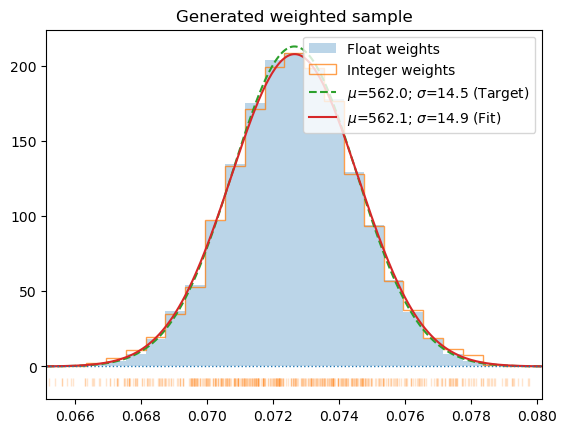 Generated weighted sample
Float weights
Integer weights
μ=562.0; σ=14.5 (Target)
μ=562.1; σ=14.9 (Fit)
200
150
100
50
0
0.066 0.068 0.070 0.072 0.074 0.076 0.078 0.080